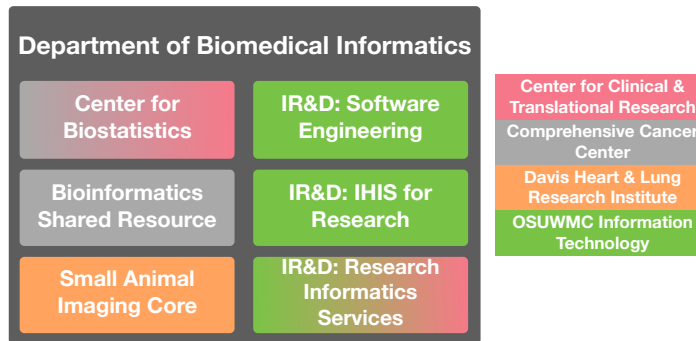 Department of Biomedical Informatics
Center for
Biostatistics
IR&D: Software
Engineering
Bioinformatics
Shared Resource
IR&D: IHIS for
Research
Small Animal
Imaging Core
IR&D: Research
Informatics
Services
Center for Clinical &
Translational Research
Comprehensive Cancer
Center
Davis Heart & Lung
Research Institute
OSUWMC Information
Technology